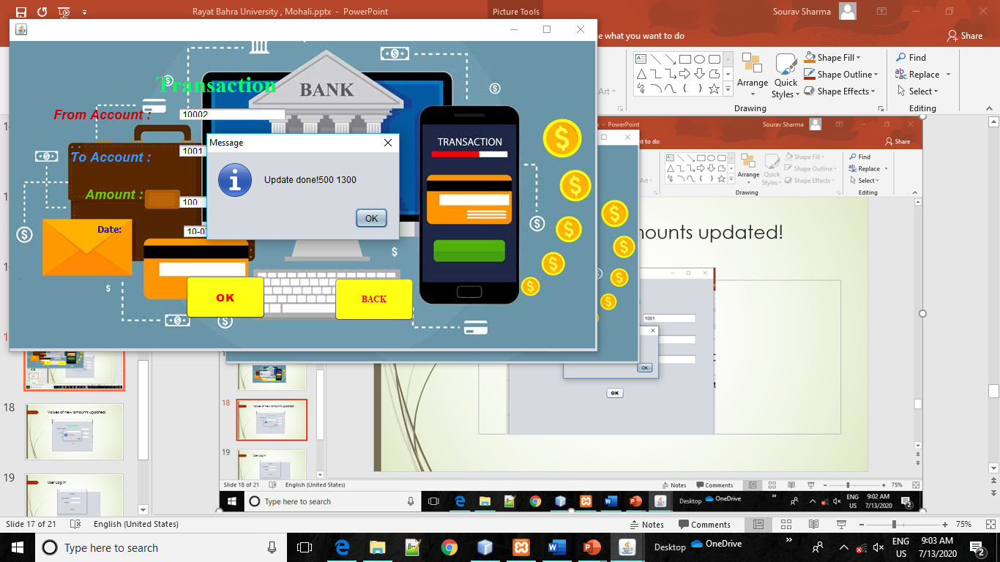 Rayat Bahra University , Mohali.pptx - PowerPoint
Picture Tools
Sourav Sharma
e what you want to do
Share
Arrange
Quick
Styles
Shape Fill
Shape Outline
Shape Effects
Find
Replace
Select
Art
Drawing
Editing
Transaction
BANK
From Account :
10002
To Account :
1001
Amount :
100
Date:
10-0
Message
Update done!500 1300
OK
TRANSACTION
OK
BACK
- PowerPoint
Sourav Sharma
nt to do
Share
Arrange
Quick
Styles
Shape Fill
Shape Outline
Shape Effects
Find
Replace
Select
Drawing
Editing
mounts updated!
1001
OK
OK
18
Values of new amounts updated!
19
User Log In
18
Values of new amounts updated!
19
User Log In
Slide 18 of 21
English (United States)
Notes
Comments
75%
Type here to search
Desktop
OneDrive
ENG
US
9:02 AM
7/13/2020
2
Slide 17 of 21
English (United States)
Notes
Comments
75%
Type here to search
Desktop
OneDrive
ENG
US
9:03 AM
7/13/2020
2